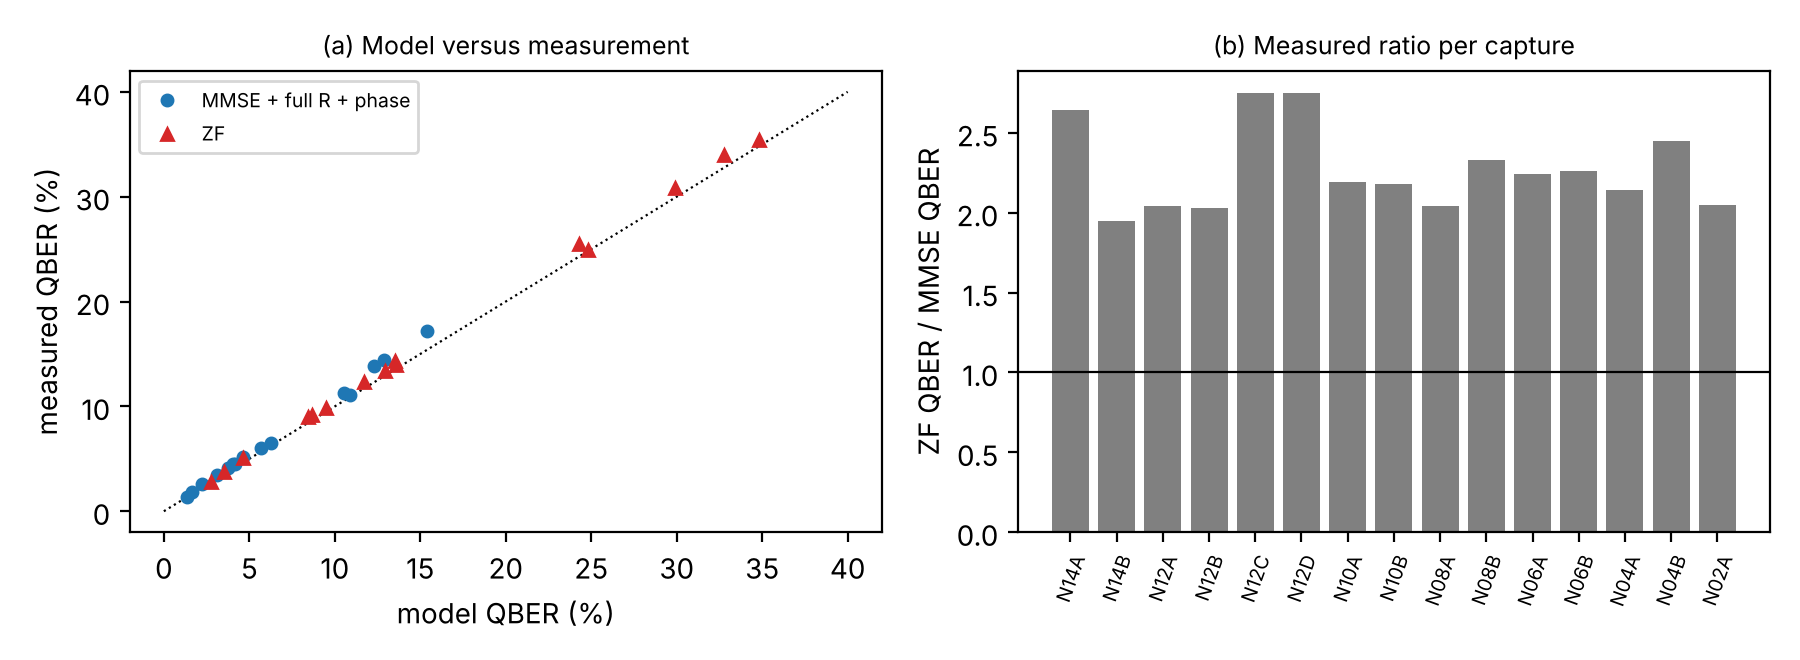 (a) Model versus measurement
MMSE + full R + phase
ZF
measured QBER (%)
40
30
20
10
0
0 5 10 15 20 25 30 35 40
model QBER (%)
(b) Measured ratio per capture
ZF QBER / MMSE QBER
2.5
2.0
1.5
1.0
0.5
0.0
N14A N14B N12A N12B N12C N12D N10A N10B N08A N08B N06A N06B N04A N04B N02A